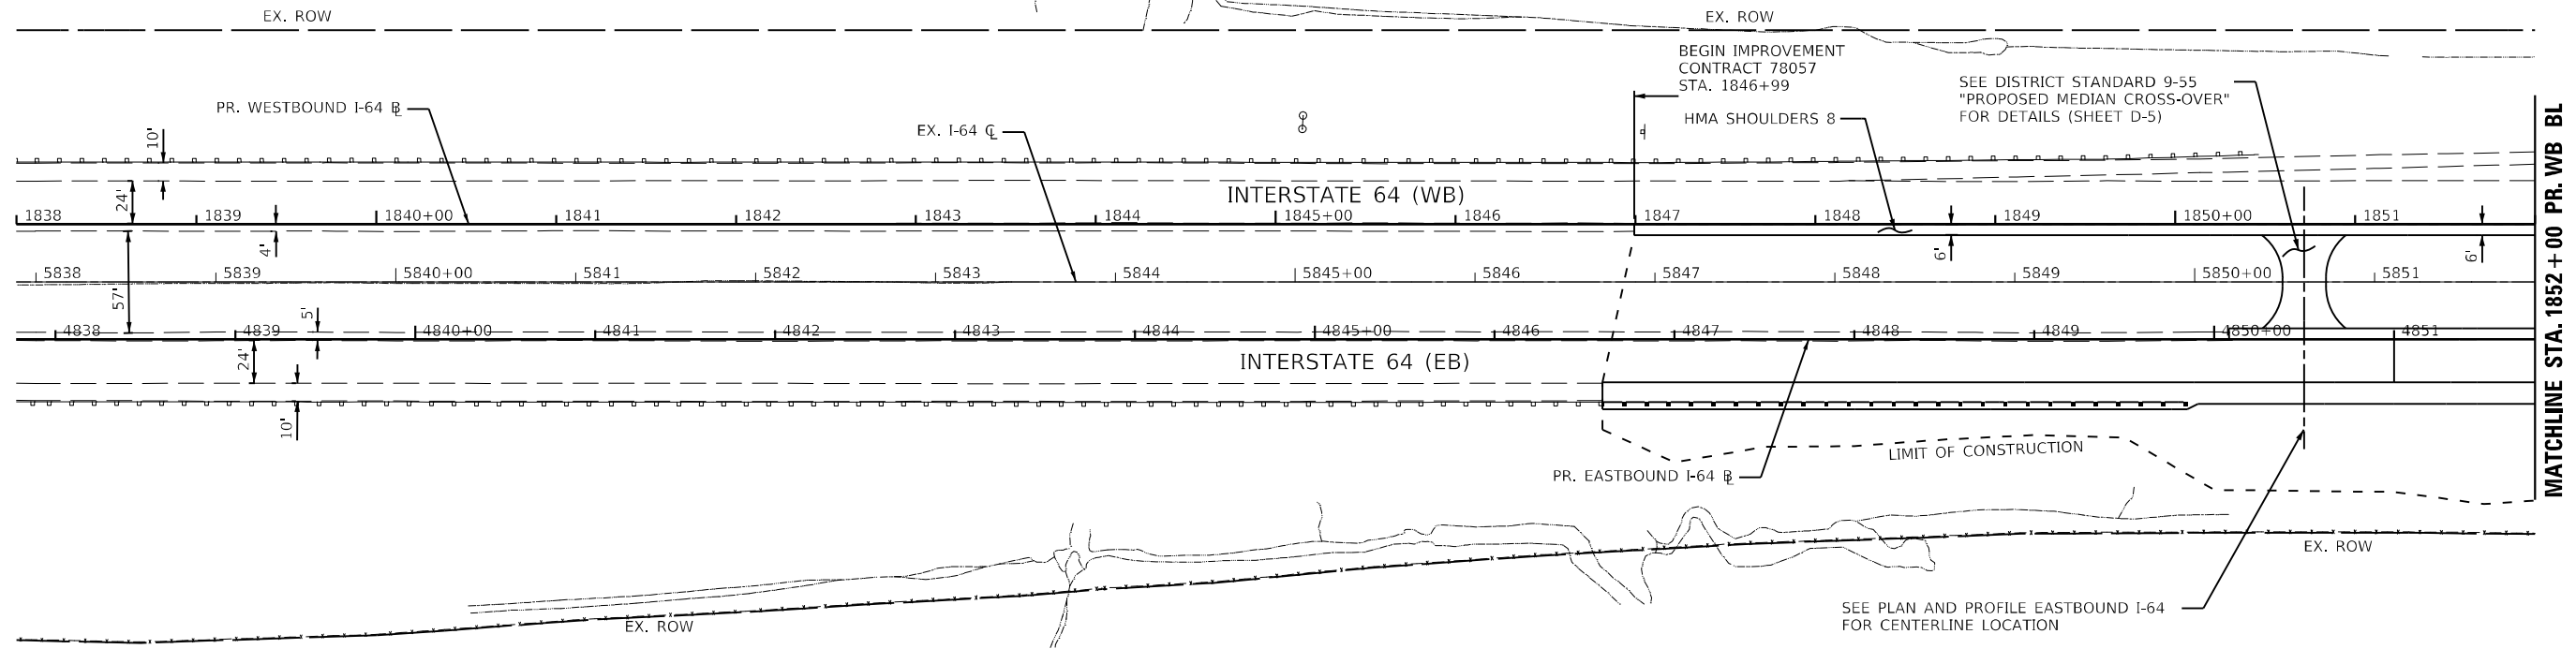 EX. ROW
EX. ROW
BEGIN IMPROVEMENT
CONTRACT 78057
STA. 1846+99
SEE DISTRICT STANDARD 9-55
"PROPOSED MEDIAN CROSS-OVER"
FOR DETAILS (SHEET D-5)
PR. WESTBOUND I-64 BL
EX. I-64 CL
HMA SHOULDERS 8
10'
24'
INTERSTATE 64 (WB)
1838 1839 1840+00 1841 1842 1843 1844 1845+00 1846 1847 1848 1849 1850+00 1851
4'
6'
6'
5838 5839 5840+00 5841 5842 5843 5844 5845+00 5846 5847 5848 5849 5850+00 5851
57'
5'
4838 4839 4840+00 4841 4842 4843 4844 4845+00 4846 4847 4848 4849 4850+00 4851
24'
INTERSTATE 64 (EB)
10'
LIMIT OF CONSTRUCTION
PR. EASTBOUND I-64 BL
EX. ROW
EX. ROW
SEE PLAN AND PROFILE EASTBOUND I-64
FOR CENTERLINE LOCATION
MATCHLINE STA. 1852+00 PR. WB BL